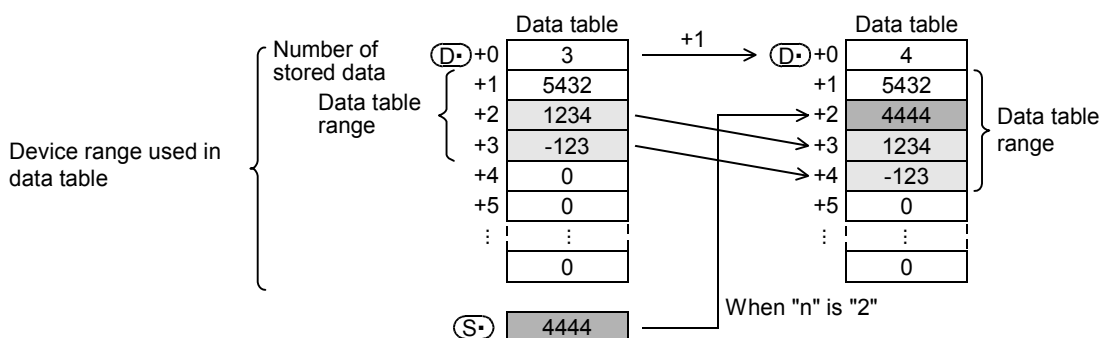 Data table
Data table
Number of
stored data
D· +0 3 +1 D· +0 4
+1 5432 +1 5432
Data table
range
+2 1234 +2 4444
Data table
range
+3 -123 +3 1234
Device range used in
data table
+4 0 +4 -123
+5 0 +5 0
⋮ ⋮ ⋮ ⋮
0 0
When "n" is "2"
S· 4444